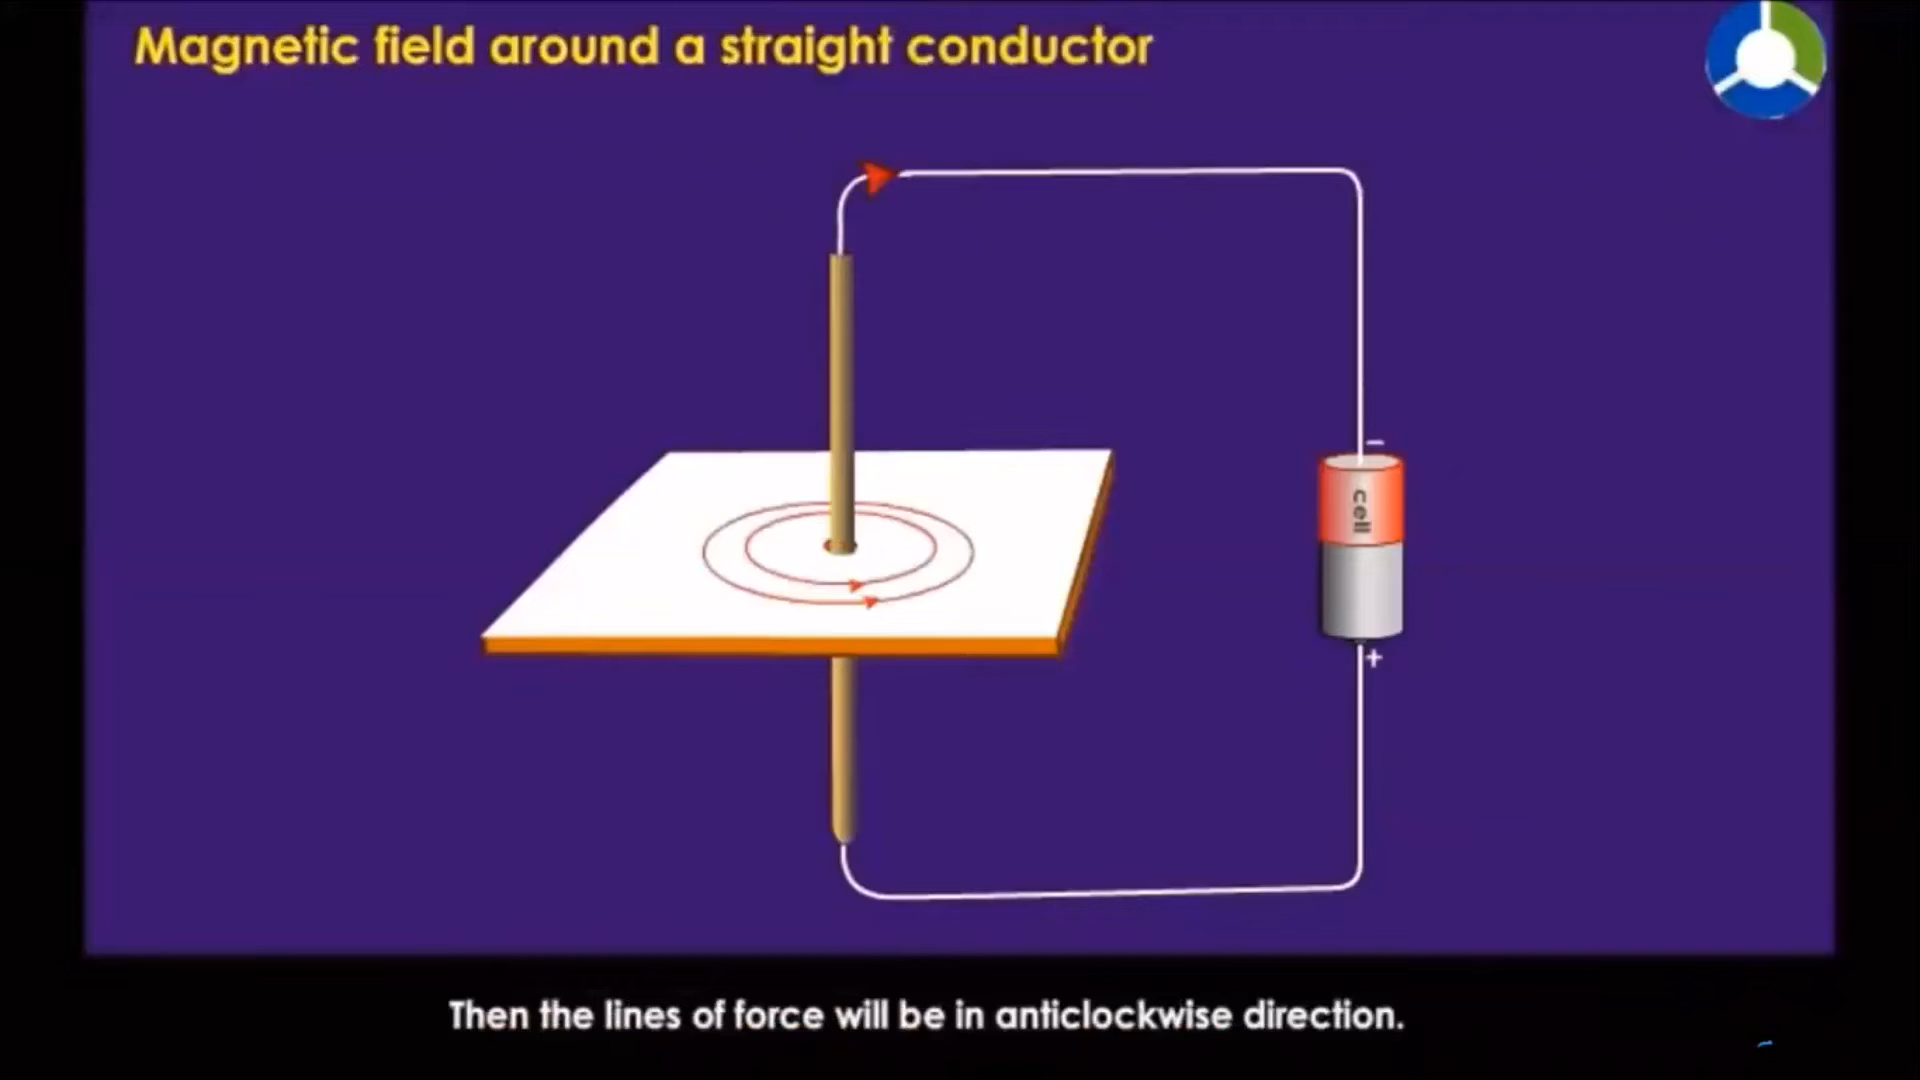 Magnetic field around a straight conductor
−
cell
+
Then the lines of force will be in anticlockwise direction.